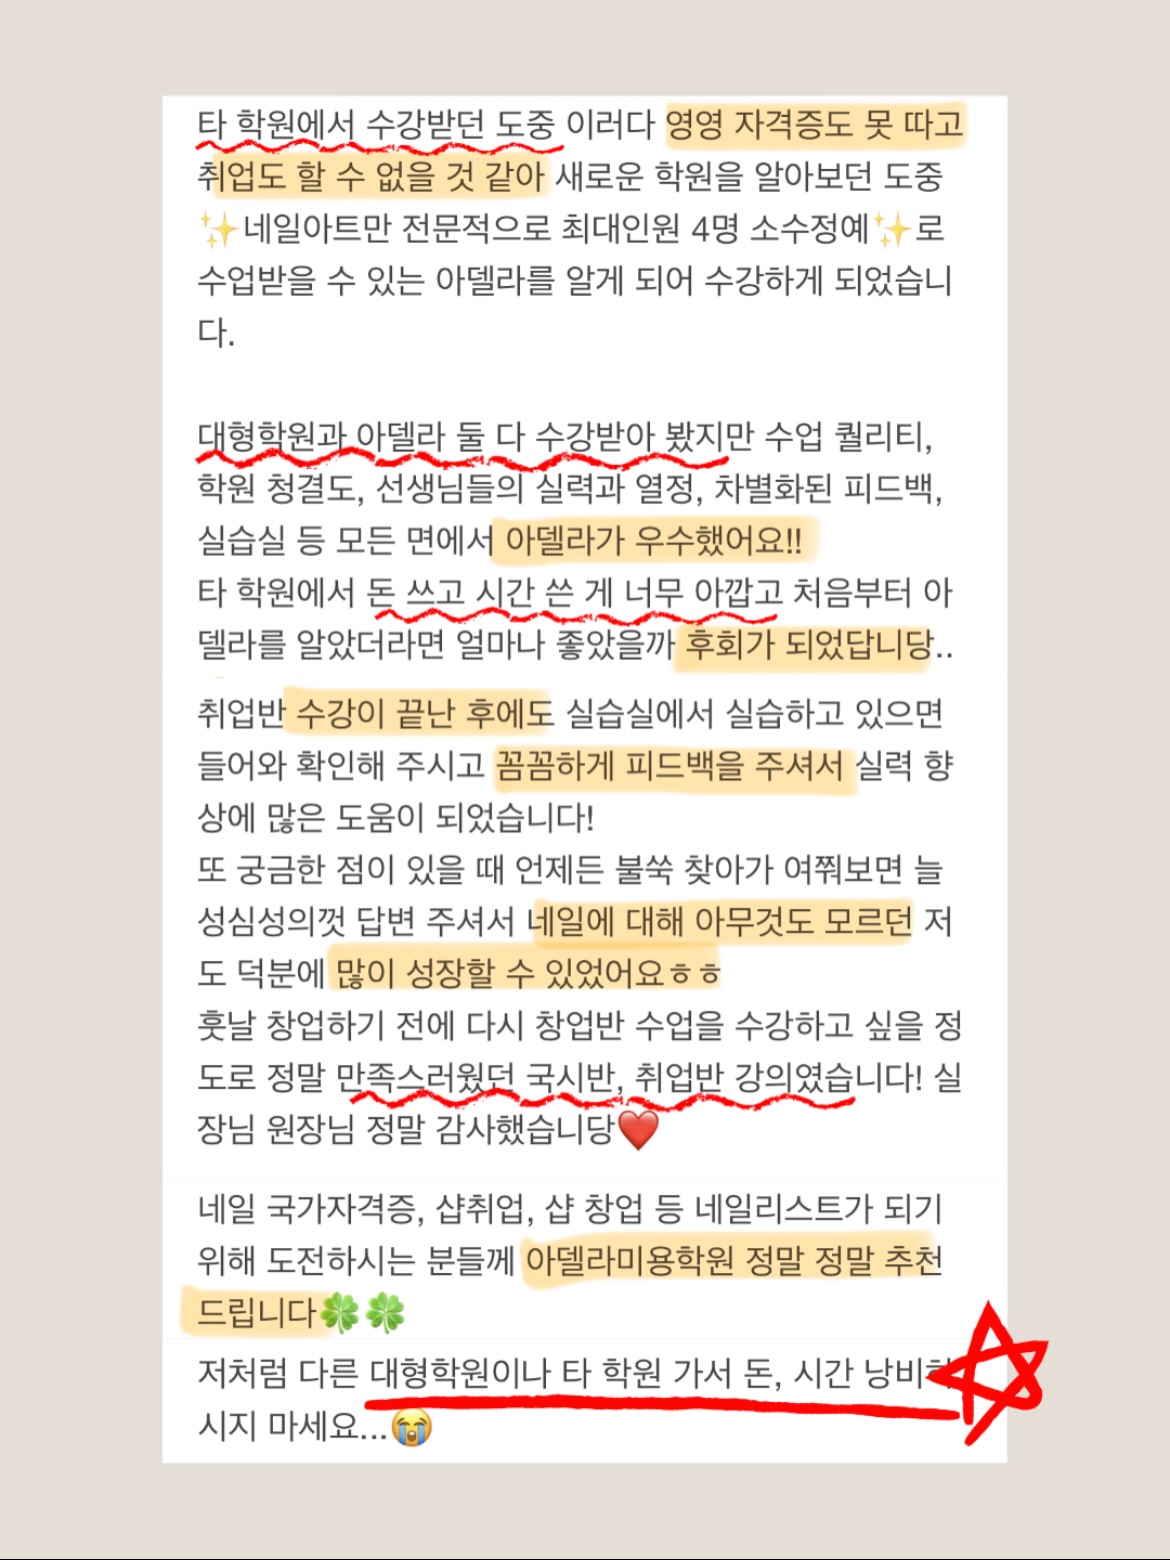 타 학원에서 수강받던 도중 이러다 영영 자격증도 못 따고
취업도 할 수 없을 것 같아 새로운 학원을 알아보던 도중
✨네일아트만 전문적으로 최대인원 4명 소수정예✨로
수업받을 수 있는 아델라를 알게 되어 수강하게 되었습니
다.
대형학원과 아델라 둘 다 수강받아 봤지만 수업 퀄리티,
학원 청결도, 선생님들의 실력과 열정, 차별화된 피드백,
실습실 등 모든 면에서 아델라가 우수했어요!!
타 학원에서 돈 쓰고 시간 쓴 게 너무 아깝고 처음부터 아
델라를 알았더라면 얼마나 좋았을까 후회가 되었답니당..
취업반 수강이 끝난 후에도 실습실에서 실습하고 있으면
들어와 확인해 주시고 꼼꼼하게 피드백을 주셔서 실력 향
상에 많은 도움이 되었습니다!
또 궁금한 점이 있을 때 언제든 불쑥 찾아가 여쭤보면 늘
성심성의껏 답변 주셔서 네일에 대해 아무것도 모르던 저
도 덕분에 많이 성장할 수 있었어요ㅎㅎ
훗날 창업하기 전에 다시 창업반 수업을 수강하고 싶을 정
도로 정말 만족스러웠던 국시반, 취업반 강의였습니다! 실
장님 원장님 정말 감사했습니당❤️
네일 국가자격증, 샵취업, 샵 창업 등 네일리스트가 되기
위해 도전하시는 분들께 아델라미용학원 정말 정말 추천
드립니다🍀🍀
저처럼 다른 대형학원이나 타 학원 가서 돈, 시간 낭비하
시지 마세요...😭